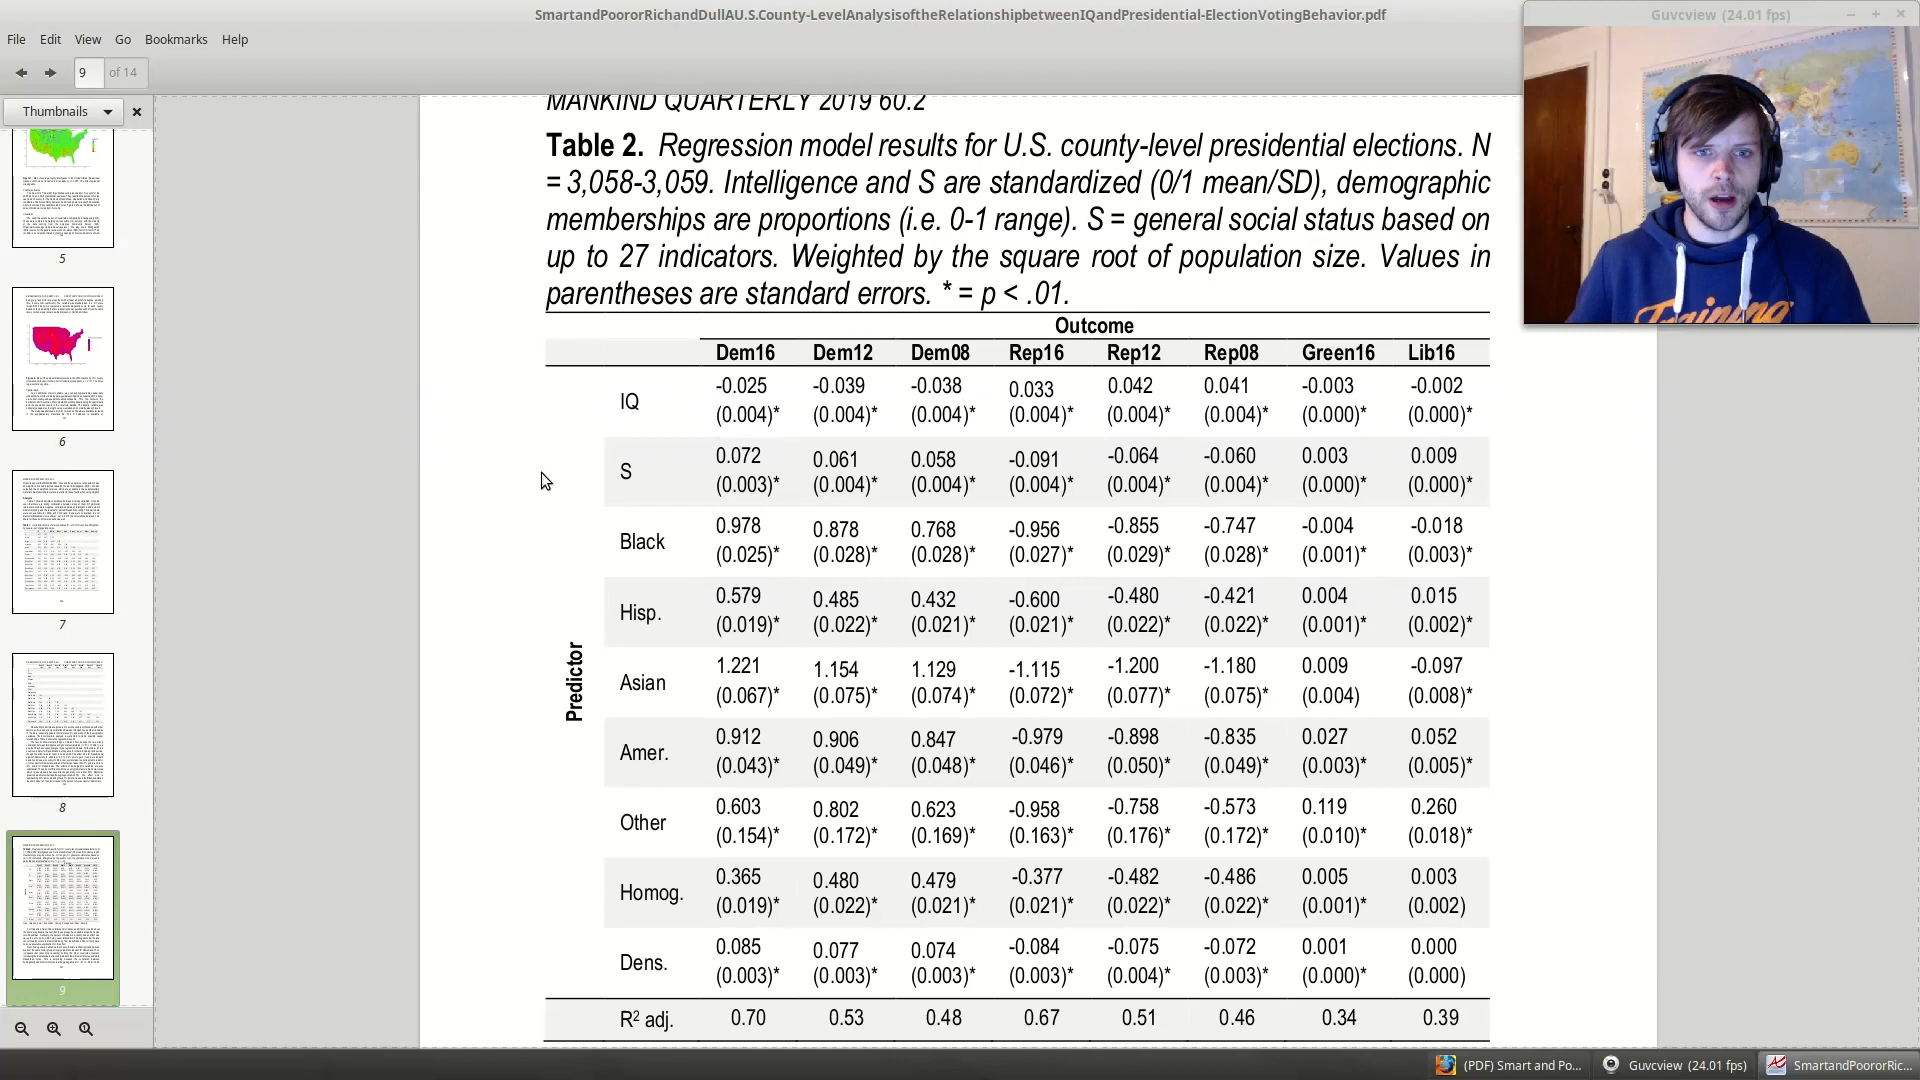 SmartandPoororRichandDullAU.S.County-LevelAnalysisoftheRelationshipbetweenIQandPresidential-ElectionVotingBehavior.pdf
Guvcview (24.01 fps)
File Edit View Go Bookmarks Help
9 of 14
Thumbnails
5
6
7
8
9
MANKIND QUARTERLY 2019 60.2
Table 2. Regression model results for U.S. county-level presidential elections. N
= 3,058-3,059. Intelligence and S are standardized (0/1 mean/SD), demographic
memberships are proportions (i.e. 0-1 range). S = general social status based on
up to 27 indicators. Weighted by the square root of population size. Values in
parentheses are standard errors. * = p < .01.
Outcome
Dem16 Dem12 Dem08 Rep16 Rep12 Rep08 Green16 Lib16
Predictor
IQ
-0.025 -0.039 -0.038 0.033 0.042 0.041 -0.003 -0.002
(0.004)* (0.004)* (0.004)* (0.004)* (0.004)* (0.004)* (0.000)* (0.000)*
S
0.072 0.061 0.058 -0.091 -0.064 -0.060 0.003 0.009
(0.003)* (0.004)* (0.004)* (0.004)* (0.004)* (0.004)* (0.000)* (0.000)*
Black
0.978 0.878 0.768 -0.956 -0.855 -0.747 -0.004 -0.018
(0.025)* (0.028)* (0.028)* (0.027)* (0.029)* (0.028)* (0.001)* (0.003)*
Hisp.
0.579 0.485 0.432 -0.600 -0.480 -0.421 0.004 0.015
(0.019)* (0.022)* (0.021)* (0.021)* (0.022)* (0.022)* (0.001)* (0.002)*
Asian
1.221 1.154 1.129 -1.115 -1.200 -1.180 0.009 -0.097
(0.067)* (0.075)* (0.074)* (0.072)* (0.077)* (0.075)* (0.004) (0.008)*
Amer.
0.912 0.906 0.847 -0.979 -0.898 -0.835 0.027 0.052
(0.043)* (0.049)* (0.048)* (0.046)* (0.050)* (0.049)* (0.003)* (0.005)*
Other
0.603 0.802 0.623 -0.958 -0.758 -0.573 0.119 0.260
(0.154)* (0.172)* (0.169)* (0.163)* (0.176)* (0.172)* (0.010)* (0.018)*
Homog.
0.365 0.480 0.479 -0.377 -0.482 -0.486 0.005 0.003
(0.019)* (0.022)* (0.021)* (0.021)* (0.022)* (0.022)* (0.001)* (0.002)
Dens.
0.085 0.077 0.074 -0.084 -0.075 -0.072 0.001 0.000
(0.003)* (0.003)* (0.003)* (0.003)* (0.004)* (0.003)* (0.000)* (0.000)
R² adj. 0.70 0.53 0.48 0.67 0.51 0.46 0.34 0.39
Training
(PDF) Smart and Po... Guvcview (24.01 fps) SmartandPoororRic...